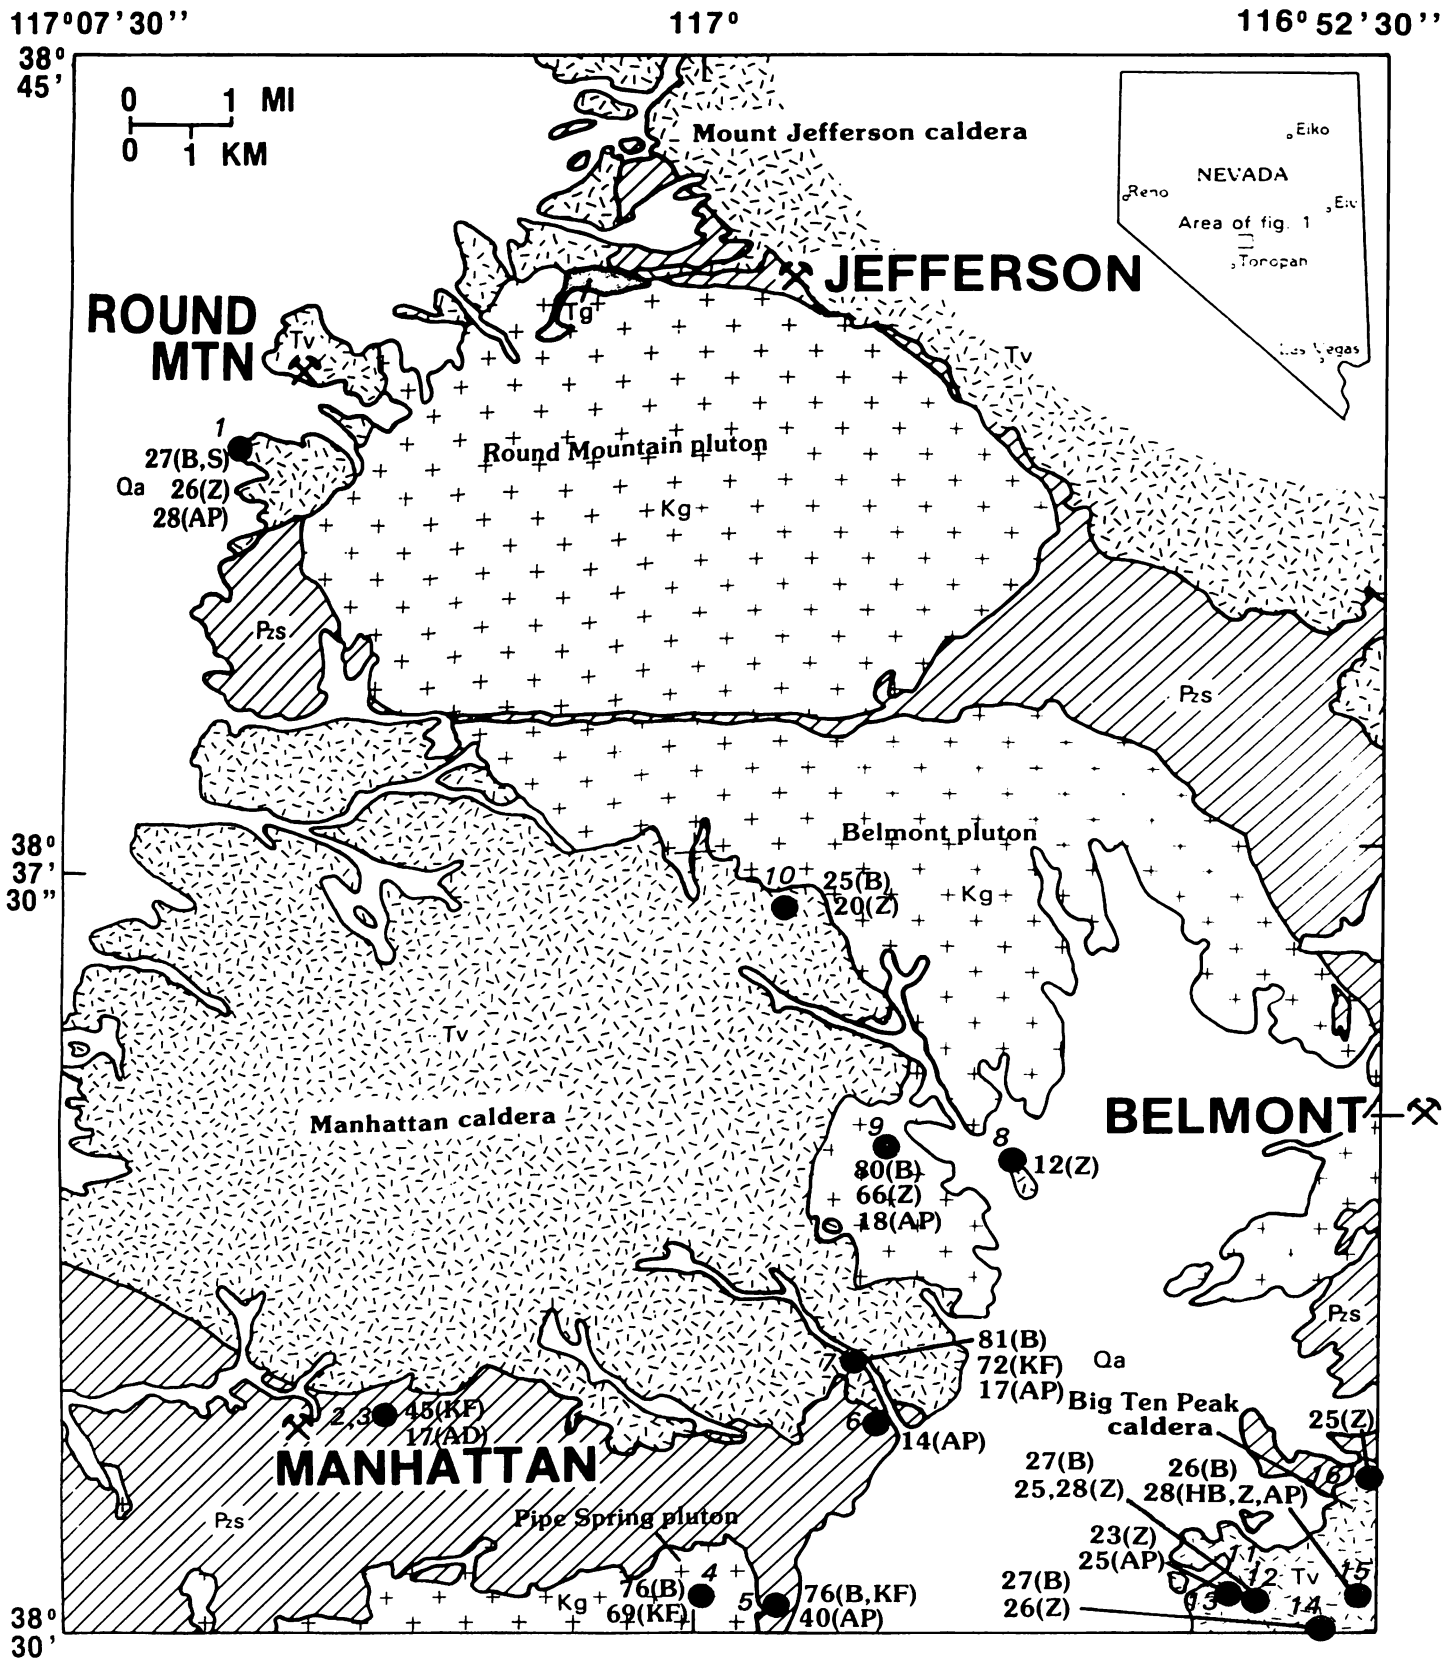 117°07'30"
117°
116°52'30"
38°
45'
0 1 MI
0 1 KM
Mount Jefferson caldera
Elko
NEVADA
Reno
Area of fig. 1
Tonopah
Las Vegas
JEFFERSON
ROUND
MTN
Tv
Tg
Tv
1
27(B,S)
Qa 26(Z)
28(AP)
Round Mountain pluton
Kg
Pzs
Pzs
38°
37'
30"
Belmont pluton
10
25(B)
20(Z)
Kg
Tv
Manhattan caldera
BELMONT
9
80(B)
66(Z)
18(AP)
8
12(Z)
Pzs
7
81(B)
72(KF)
17(AP)
Qa
Big Ten Peak
caldera
2,3
45(KF)
17(AD)
6
14(AP)
25(Z)
16
MANHATTAN
27(B)
25,28(Z)
26(B)
28(HB,Z,AP)
Pzs
Pipe Spring pluton
23(Z)
25(AP)
11
12
Tv
15
4
76(B)
69(KF)
Kg
5
76(B,KF)
40(AP)
27(B)
26(Z)
13
14
38°
30'